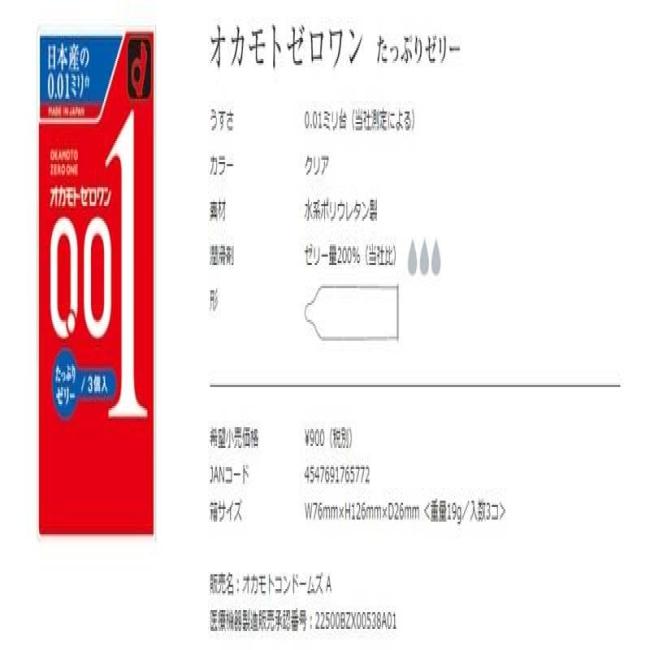 日本産の
0.01ミリ台
MADE IN JAPAN
OKAMOTO
ZERO ONE
オカモトゼロワン
0.01
たっぷり
ゼリー
/3個入
オカモトゼロワン たっぷりゼリー
うすさ 0.01ミリ台（当社測定による）
カラー クリア
素材 水系ポリウレタン製
潤滑剤 ゼリー量200%（当社比）
形
希望小売価格 ¥900（税別）
JANコード 4547691765772
箱サイズ W76mm×H126mm×D26mm ＜重量19g／入数3コ＞
販売名：オカモトコンドームズ A
医療機器製造販売承認番号：22500BZX00538A01